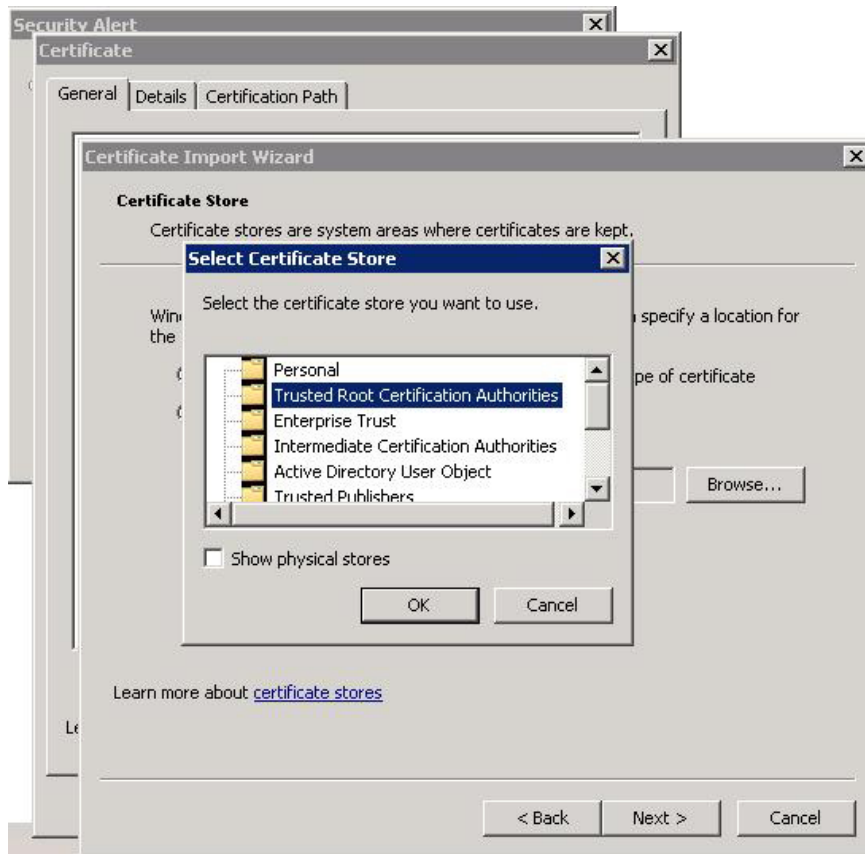 Security Alert
Certificate
General Details Certification Path
Certificate Import Wizard
Certificate Store
Certificate stores are system areas where certificates are kept.
Select Certificate Store
Select the certificate store you want to use.
specify a location for
the
Personal
Trusted Root Certification Authorities
Enterprise Trust
Intermediate Certification Authorities
Active Directory User Object
Trusted Publishers
pe of certificate
Browse...
Show physical stores
OK Cancel
Learn more about certificate stores
< Back Next > Cancel